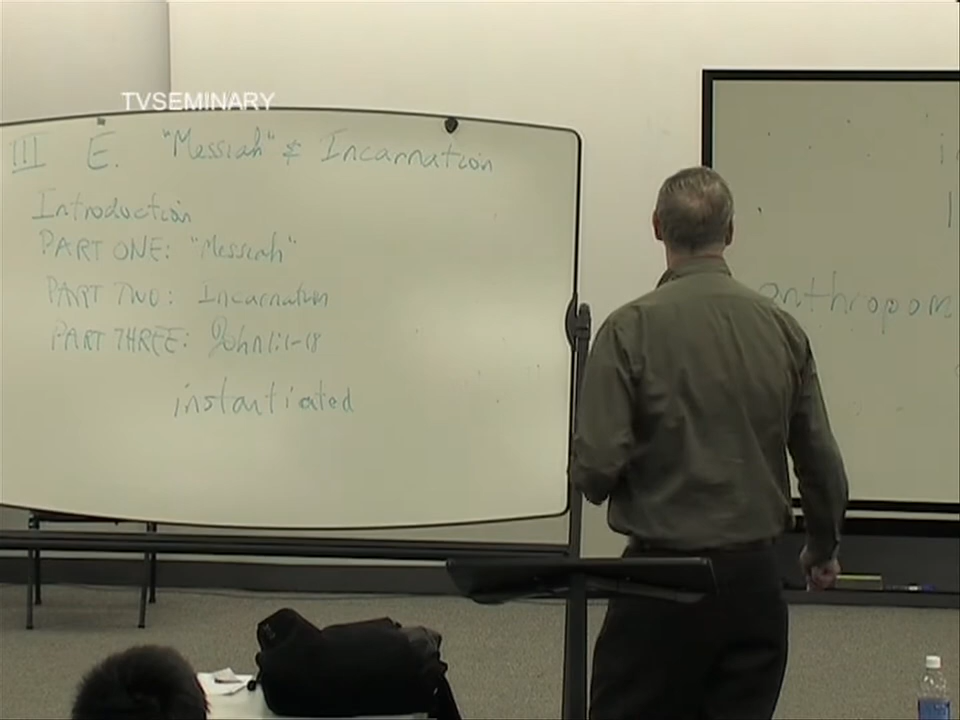 TVSEMINARY
III E. "Messiah" & Incarnation
Introduction
PART ONE: "Messiah"
PART TWO: Incarnation
PART THREE: John 1:1-18
instantiated
anthropom